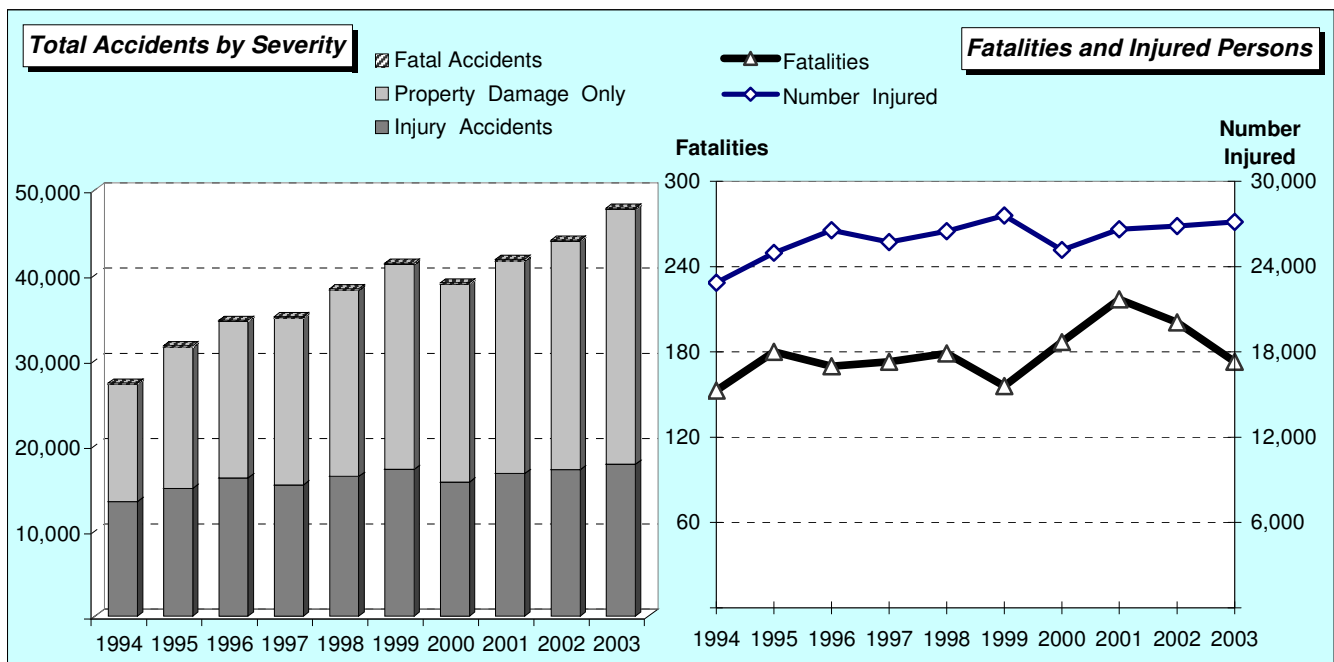 Total Accidents by Severity
Fatal Accidents
Property Damage Only
Injury Accidents
50,000
40,000
30,000
20,000
10,000
-
1994 1995 1996 1997 1998 1999 2000 2001 2002 2003
Fatalities and Injured Persons
Fatalities
Number Injured
Fatalities
Number
Injured
300
240
180
120
60
-
30,000
24,000
18,000
12,000
6,000
-
1994 1995 1996 1997 1998 1999 2000 2001 2002 2003